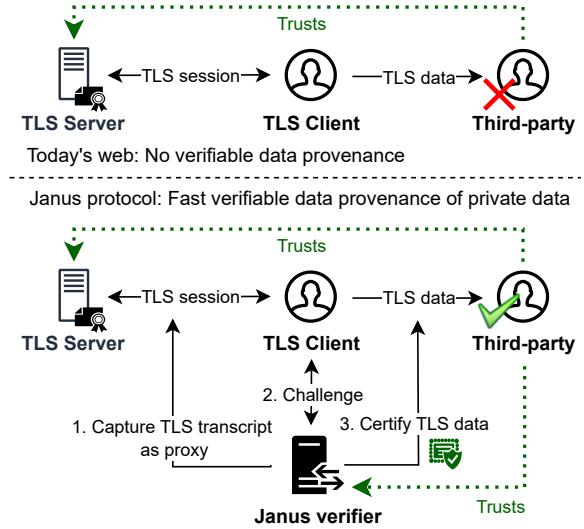 Trusts
TLS session
TLS data
TLS Server
TLS Client
Third-party
Today's web: No verifiable data provenance
Janus protocol: Fast verifiable data provenance of private data
Trusts
TLS session
TLS data
TLS Server
TLS Client
Third-party
2. Challenge
1. Capture TLS transcript
as proxy
3. Certify TLS data
Trusts
Janus verifier